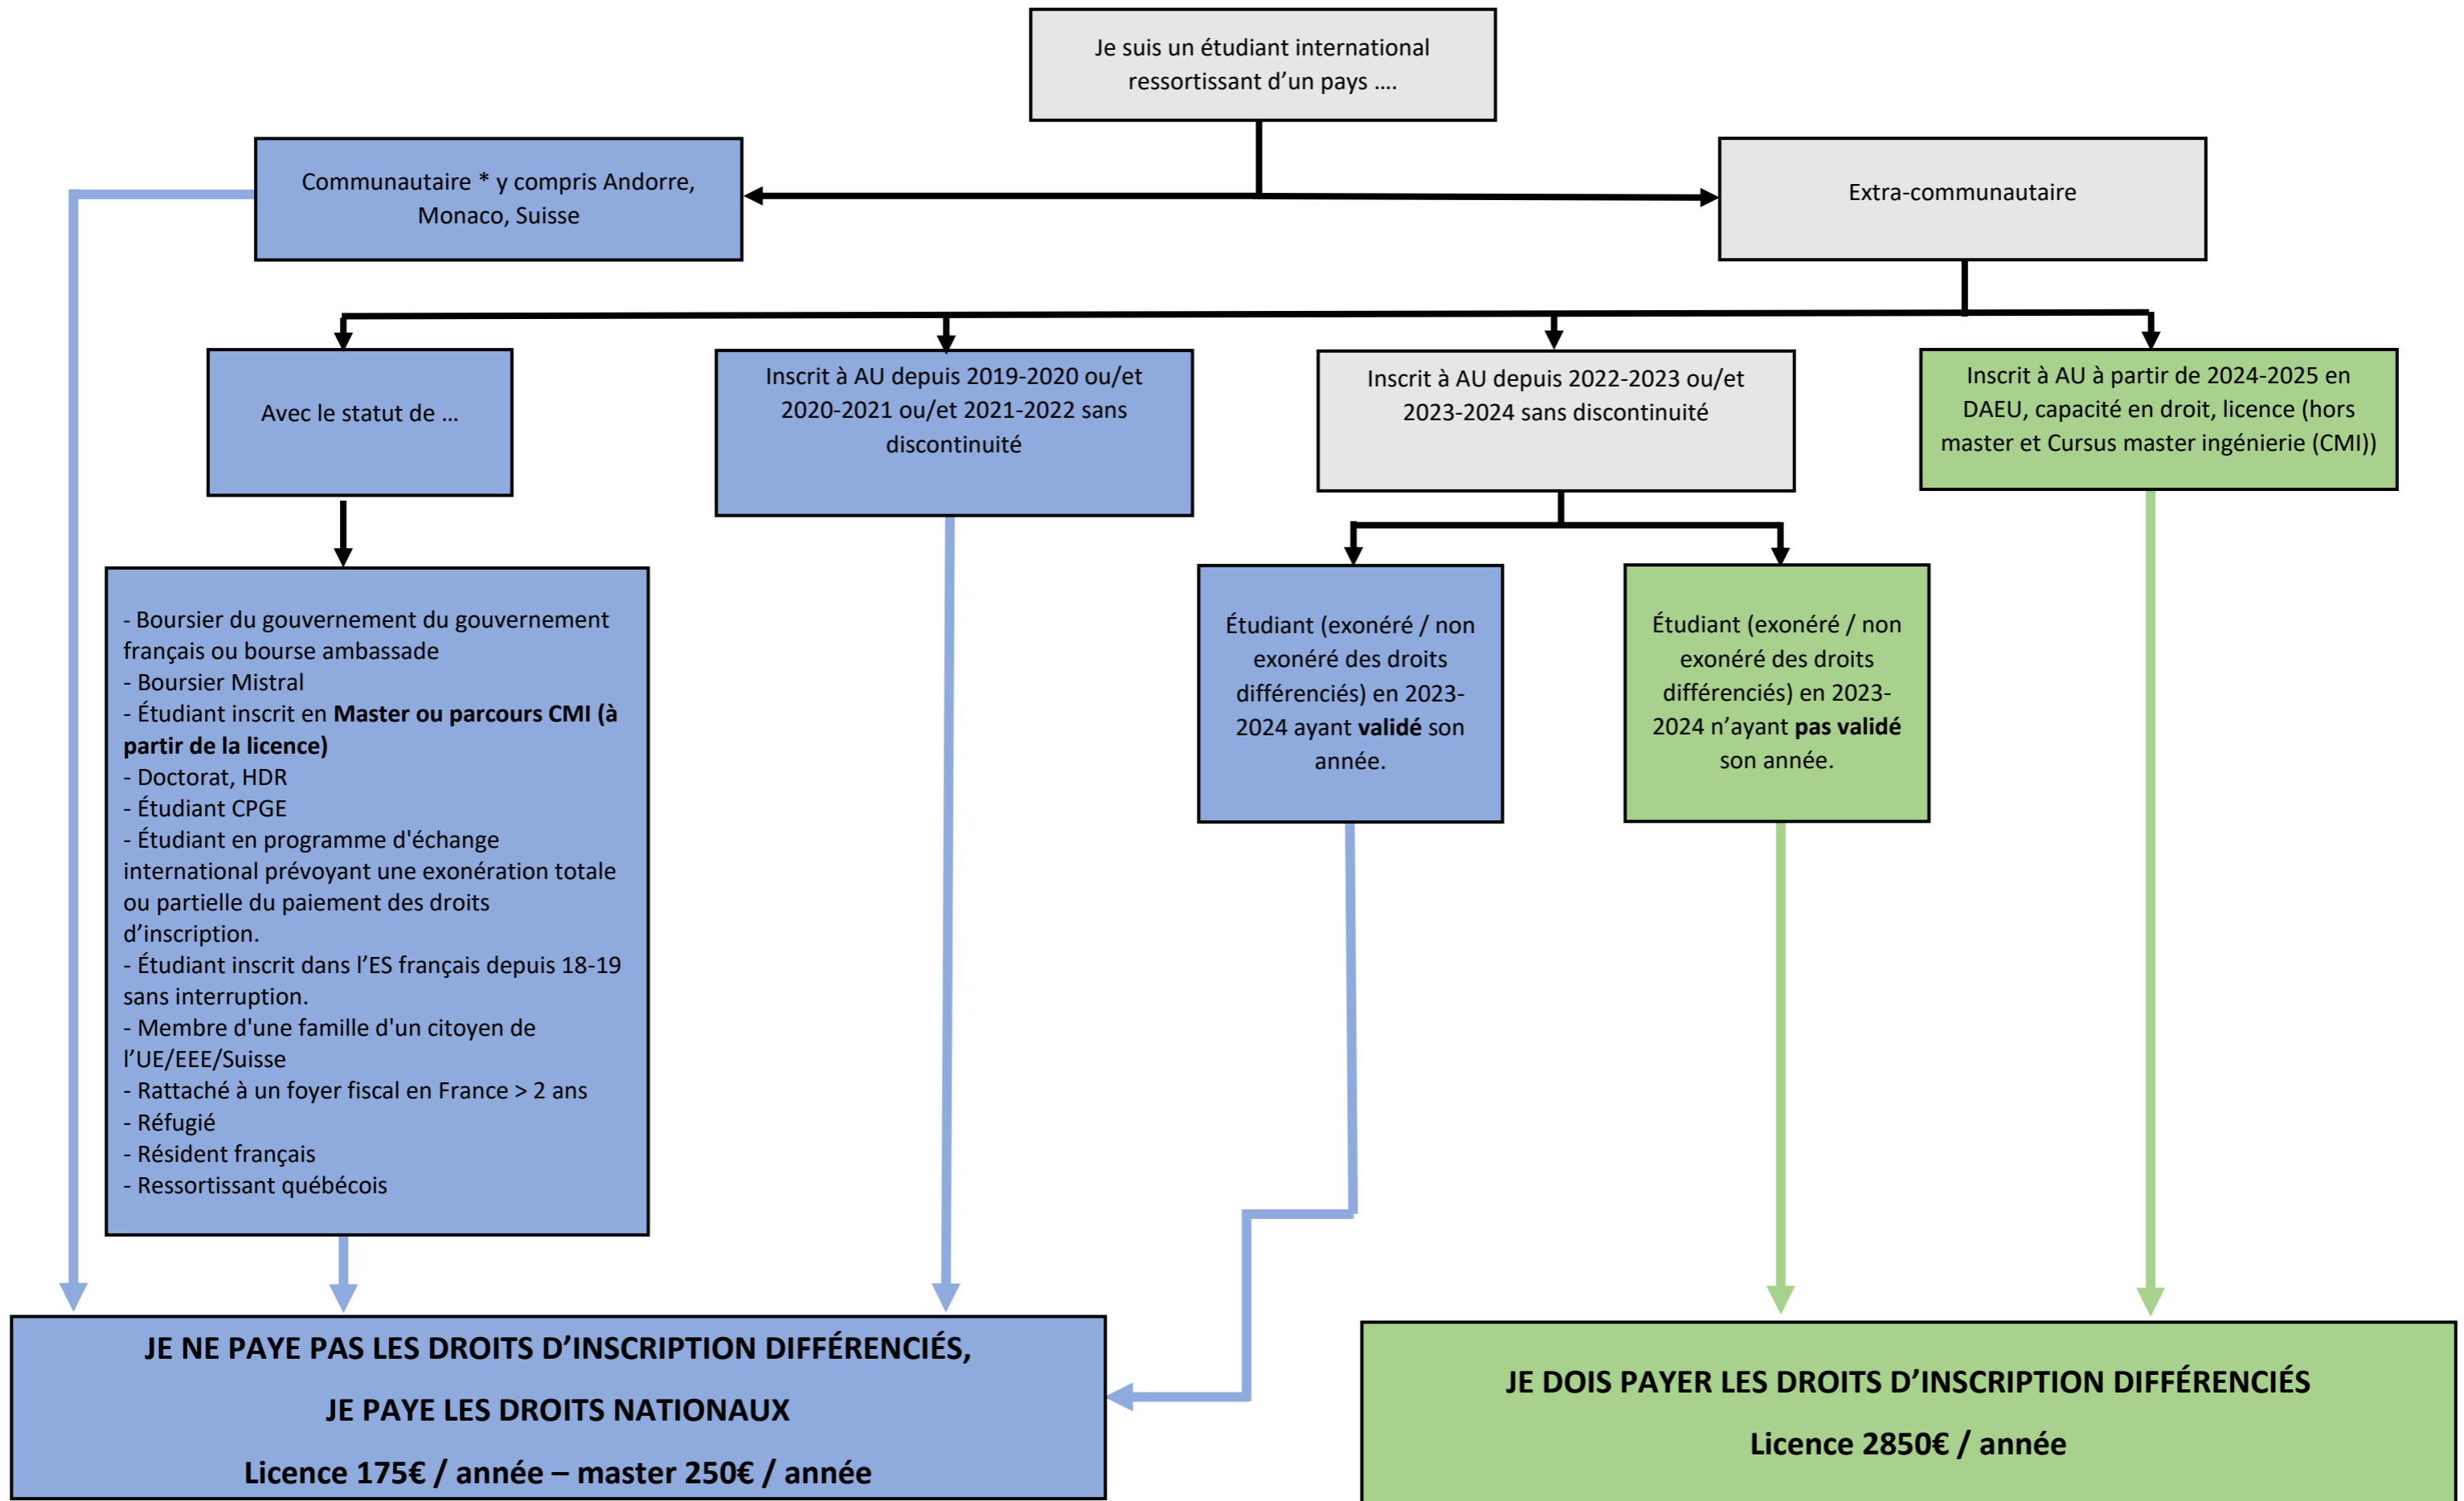 Je suis un étudiant international
ressortissant d’un pays ….
Communautaire * y compris Andorre,
Monaco, Suisse
Extra-communautaire
Avec le statut de …
Inscrit à AU depuis 2019-2020 ou/et
2020-2021 ou/et 2021-2022 sans
discontinuité
Inscrit à AU depuis 2022-2023 ou/et
2023-2024 sans discontinuité
Inscrit à AU à partir de 2024-2025 en
DAEU, capacité en droit, licence (hors
master et Cursus master ingénierie (CMI))
- Boursier du gouvernement du gouvernement
français ou bourse ambassade
- Boursier Mistral
- Étudiant inscrit en Master ou parcours CMI (à
partir de la licence)
- Doctorat, HDR
- Étudiant CPGE
- Étudiant en programme d'échange
international prévoyant une exonération totale
ou partielle du paiement des droits
d’inscription.
- Étudiant inscrit dans l’ES français depuis 18-19
sans interruption.
- Membre d'une famille d'un citoyen de
l’UE/EEE/Suisse
- Rattaché à un foyer fiscal en France > 2 ans
- Réfugié
- Résident français
- Ressortissant québécois
Étudiant (exonéré / non
exonéré des droits
différenciés) en 2023-
2024 ayant validé son
année.
Étudiant (exonéré / non
exonéré des droits
différenciés) en 2023-
2024 n’ayant pas validé
son année.
JE NE PAYE PAS LES DROITS D’INSCRIPTION DIFFÉRENCIÉS,
JE PAYE LES DROITS NATIONAUX
Licence 175€ / année – master 250€ / année
JE DOIS PAYER LES DROITS D’INSCRIPTION DIFFÉRENCIÉS
Licence 2850€ / année